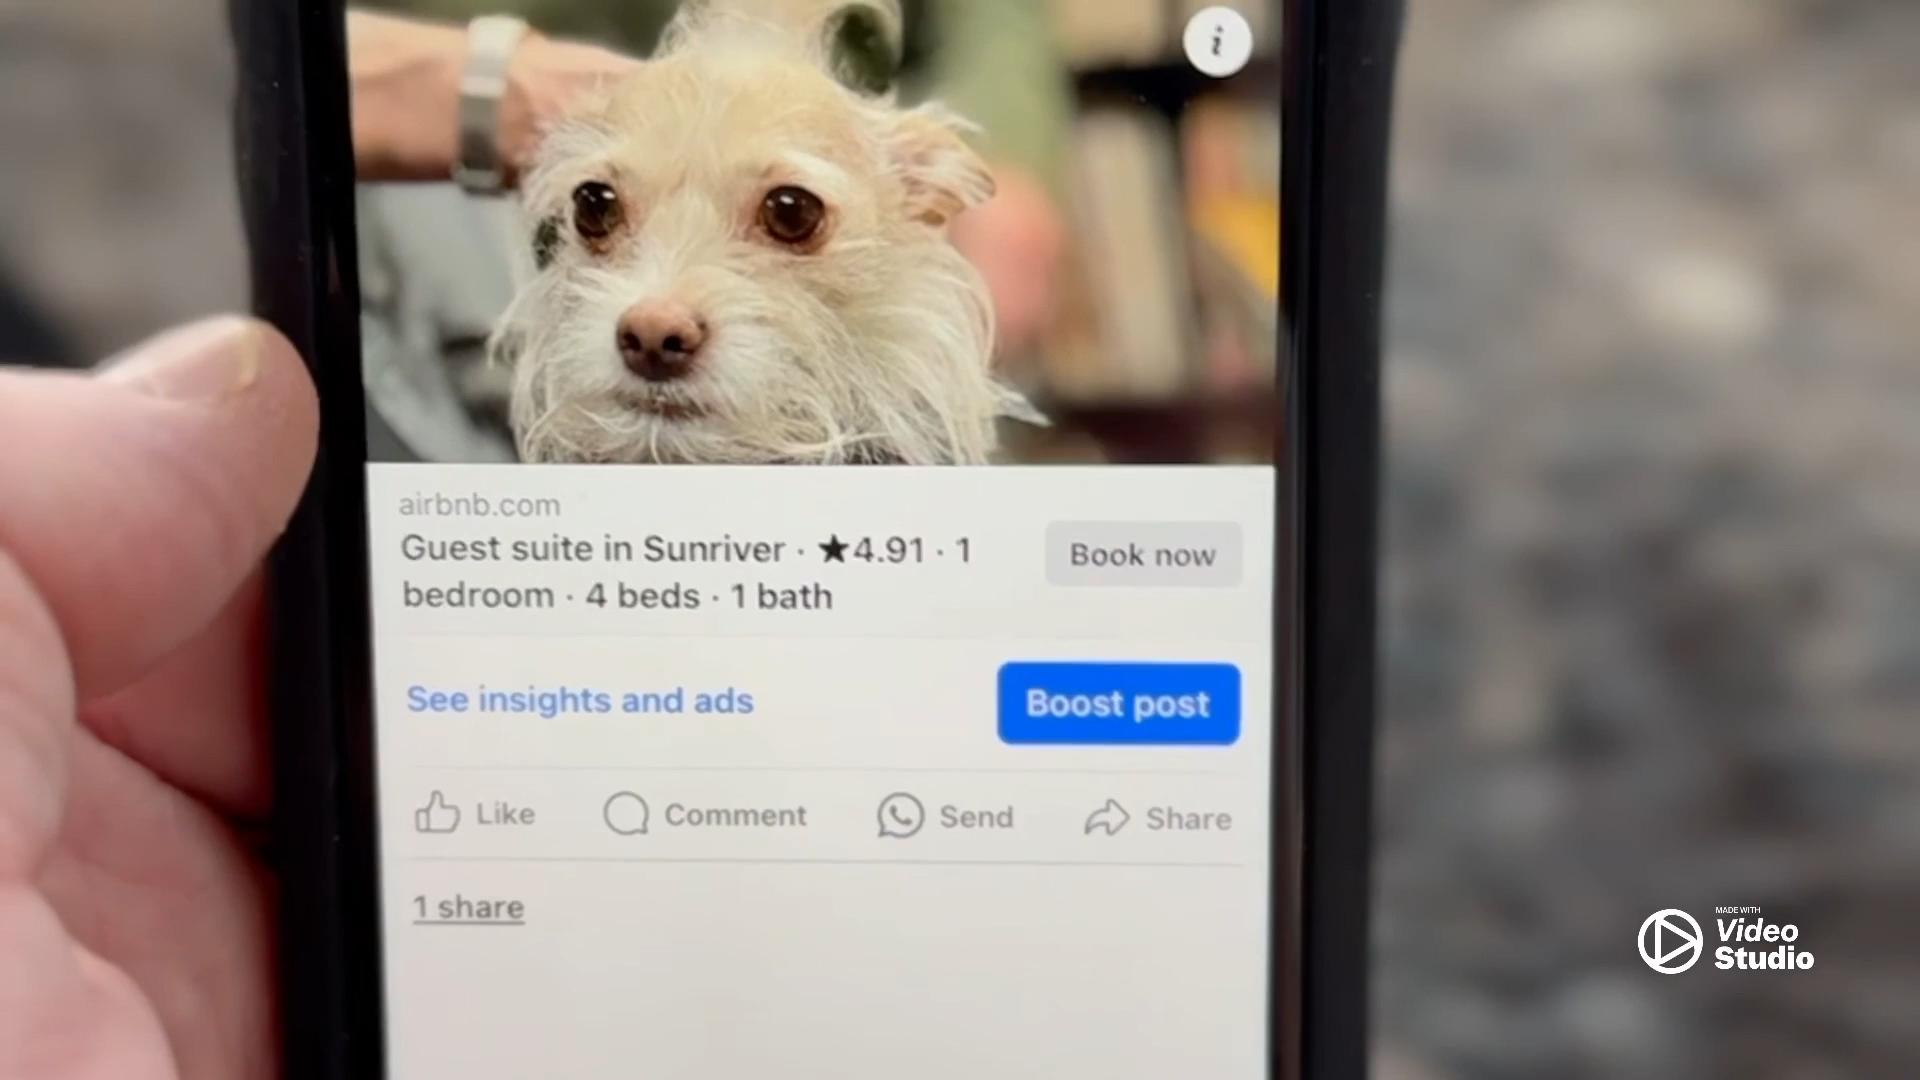 i
airbnb.com
Guest suite in Sunriver · ★4.91 · 1
bedroom · 4 beds · 1 bath
Book now
See insights and ads
Boost post
Like
Comment
Send
Share
1 share
MADE WITH
Video
Studio